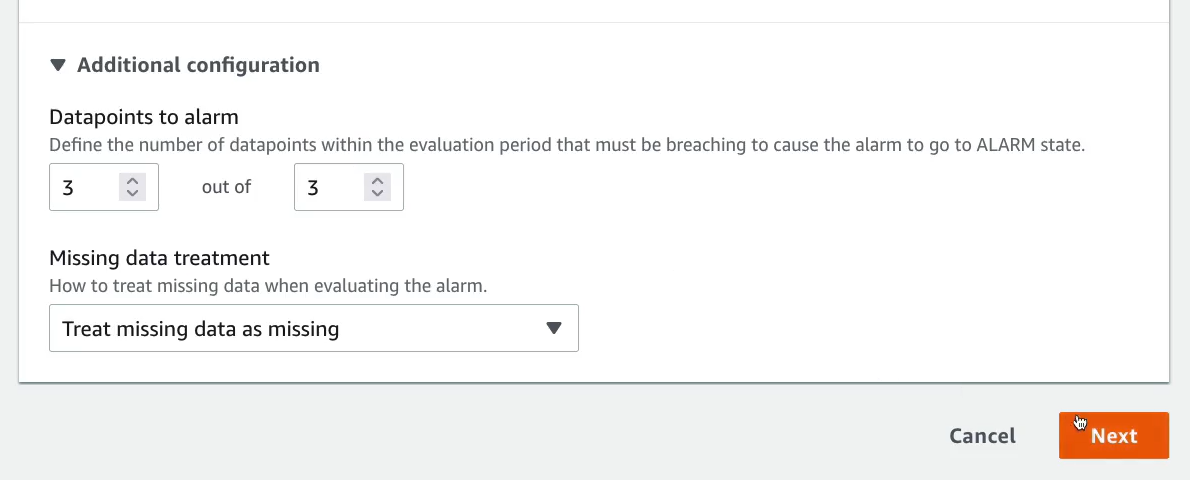 Additional configuration
Datapoints to alarm
Define the number of datapoints within the evaluation period that must be breaching to cause the alarm to go to ALARM state.
3 out of 3
Missing data treatment
How to treat missing data when evaluating the alarm.
Treat missing data as missing
Cancel Next